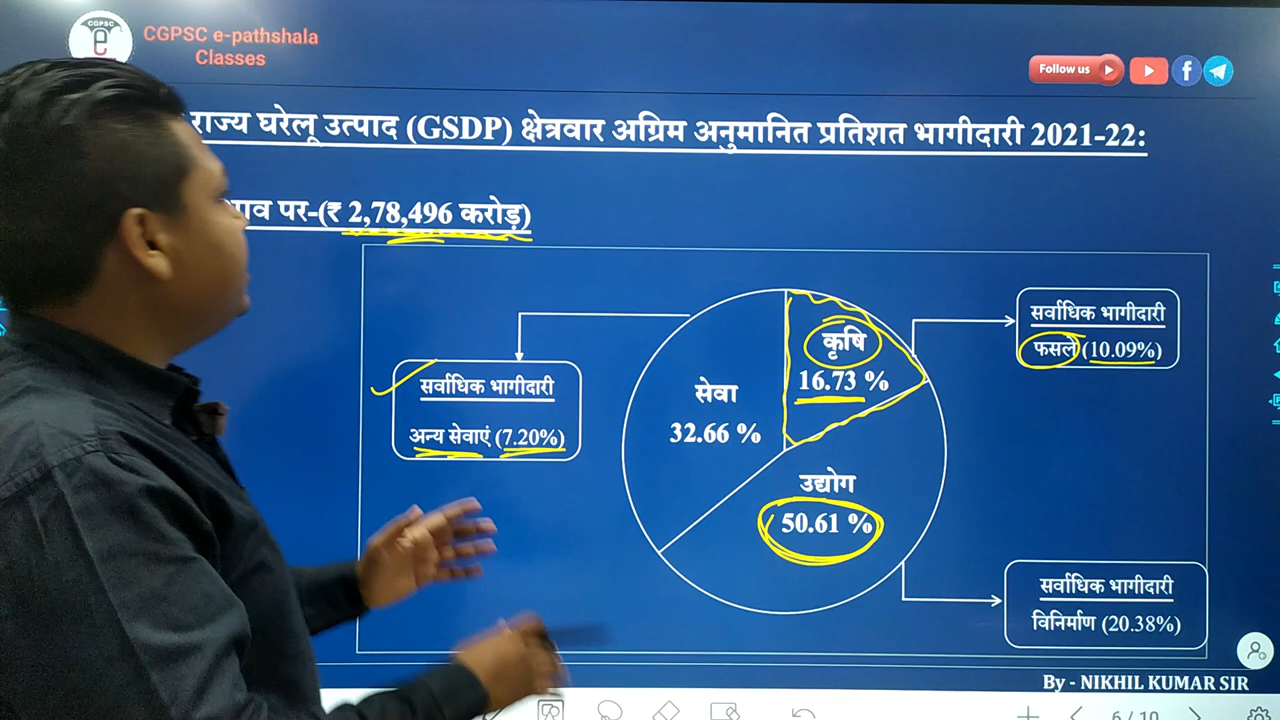 CGPSC
e
CGPSC e-pathshala
Classes
Follow us
राज्य घरेलू उत्पाद (GSDP) क्षेत्रवार अग्रिम अनुमानित प्रतिशत भागीदारी 2021-22:
पर-(₹ 2,78,496 करोड़)
सर्वाधिक भागीदारी
फसल (10.09%)
कृषि
16.73 %
सर्वाधिक भागीदारी
अन्य सेवाएं (7.20%)
सेवा
32.66 %
उद्योग
50.61 %
सर्वाधिक भागीदारी
विनिर्माण (20.38%)
By - NIKHIL KUMAR SIR
6 / 10